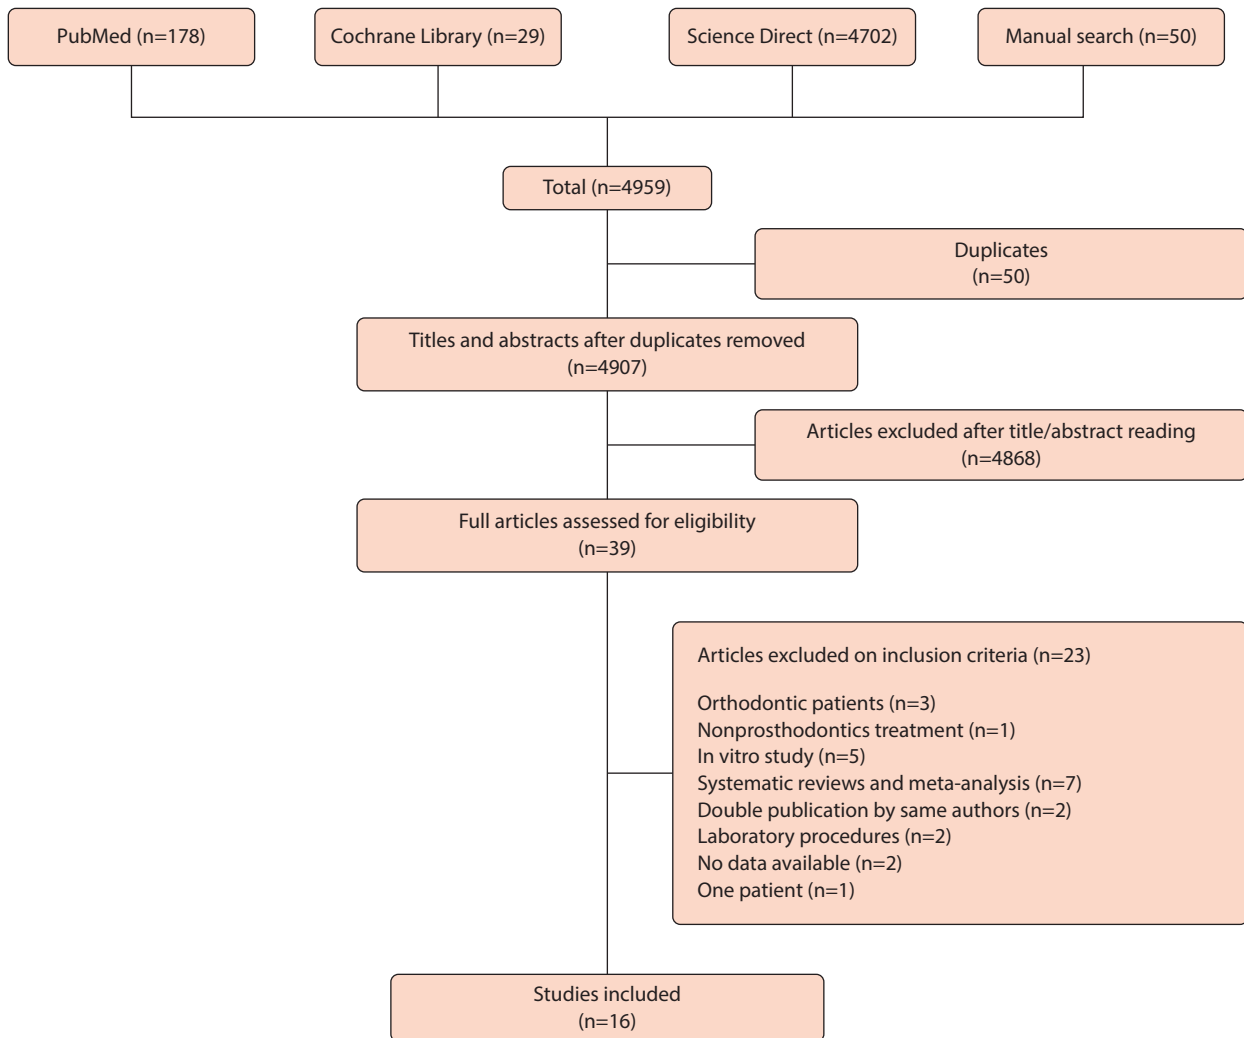 PubMed (n=178)
Cochrane Library (n=29)
Science Direct (n=4702)
Manual search (n=50)
Total (n=4959)
Duplicates
(n=50)
Titles and abstracts after duplicates removed
(n=4907)
Articles excluded after title/abstract reading
(n=4868)
Full articles assessed for eligibility
(n=39)
Articles excluded on inclusion criteria (n=23)
Orthodontic patients (n=3)
Nonprosthodontics treatment (n=1)
In vitro study (n=5)
Systematic reviews and meta-analysis (n=7)
Double publication by same authors (n=2)
Laboratory procedures (n=2)
No data available (n=2)
One patient (n=1)
Studies included
(n=16)